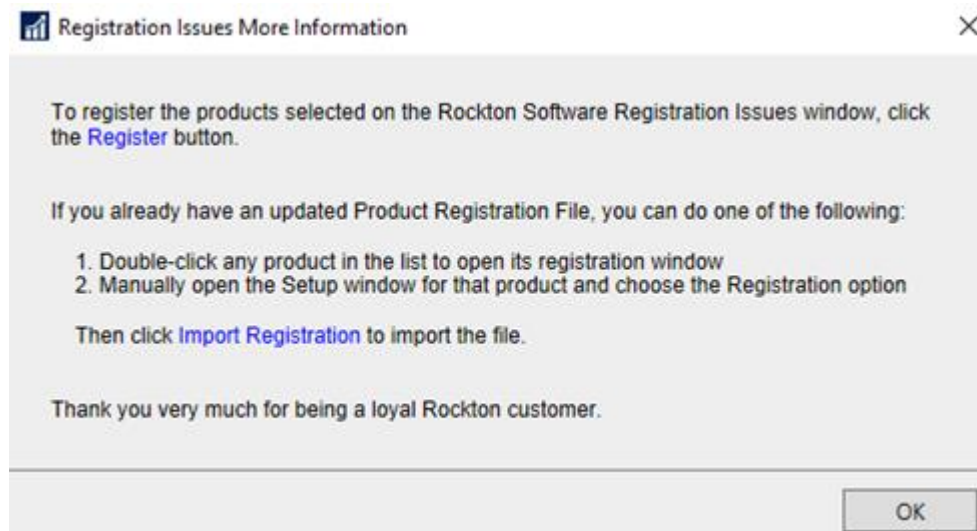 Registration Issues More Information
To register the products selected on the Rockton Software Registration Issues window, click
the Register button.
If you already have an updated Product Registration File, you can do one of the following:
1. Double-click any product in the list to open its registration window
2. Manually open the Setup window for that product and choose the Registration option
Then click Import Registration to import the file.
Thank you very much for being a loyal Rockton customer.
OK